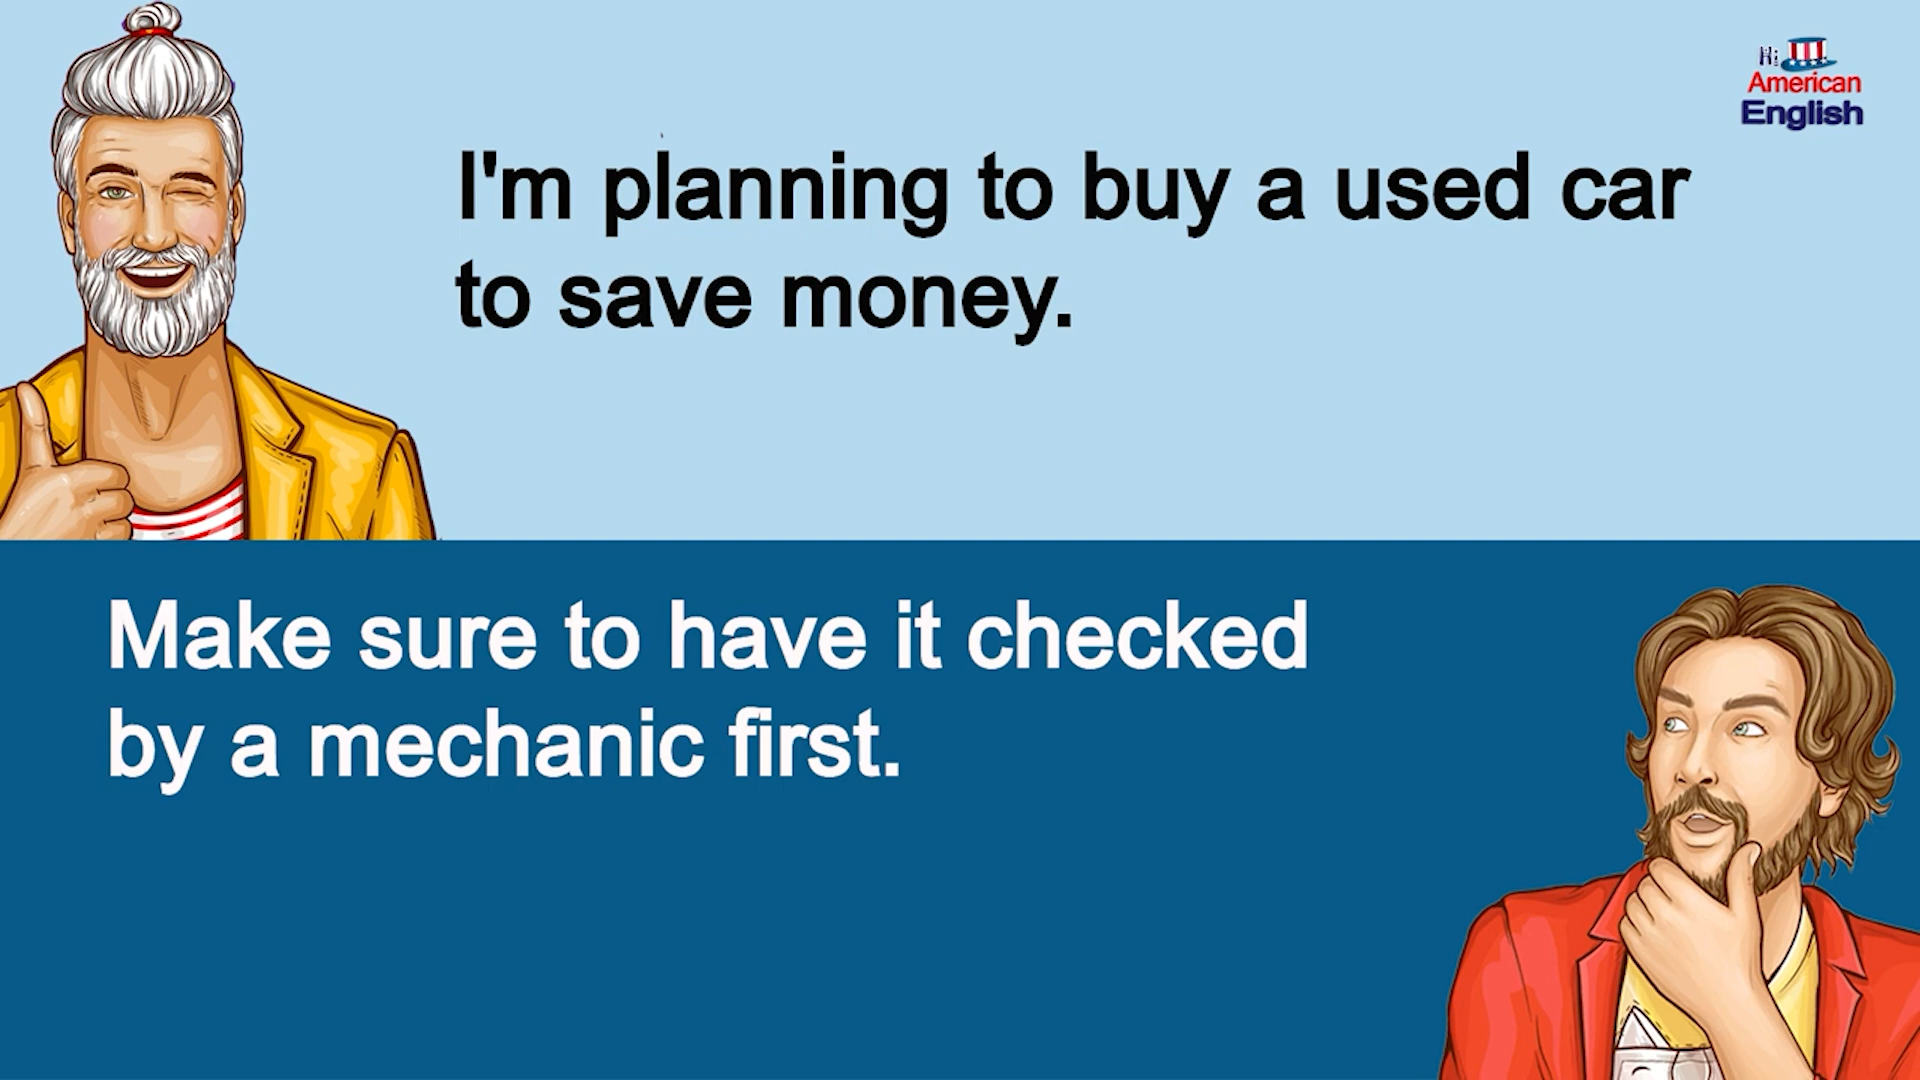 Hi
American
English
I'm planning to buy a used car
to save money.
Make sure to have it checked
by a mechanic first.